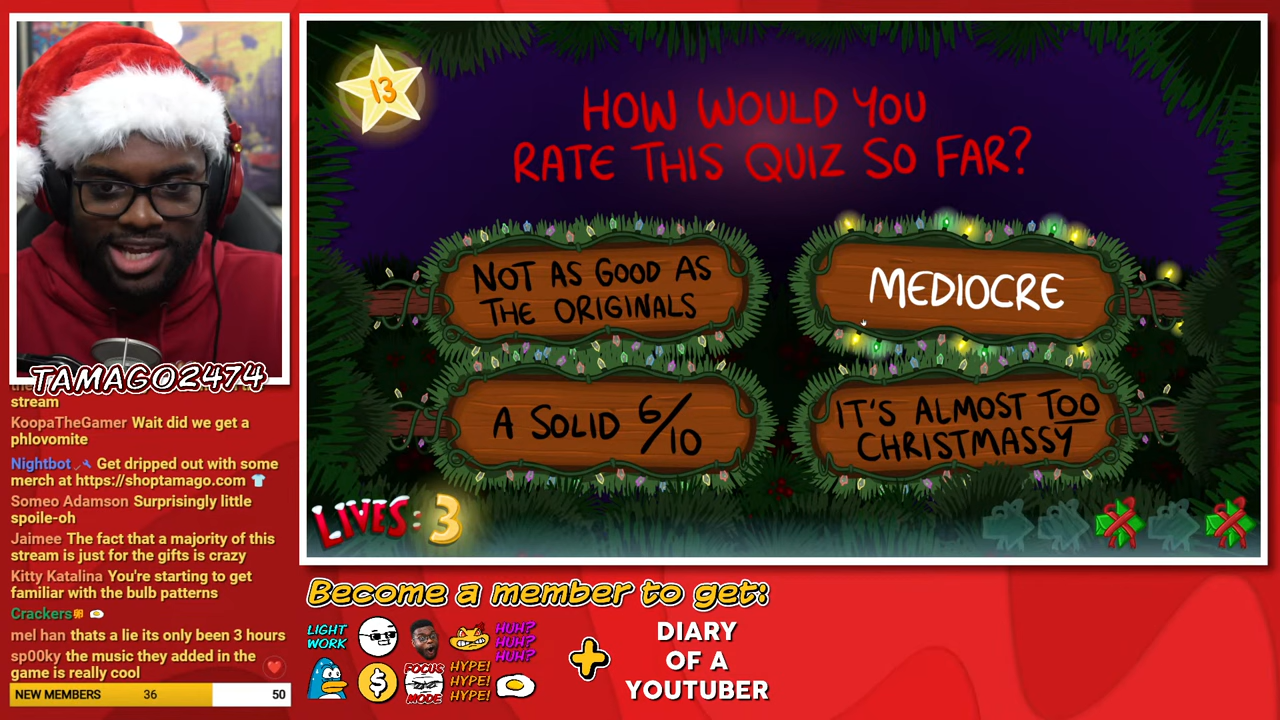 13
HOW WOULD YOU
RATE THIS QUIZ SO FAR?
NOT AS GOOD AS
THE ORIGINALS
MEDIOCRE
A SOLID 6/10
IT'S ALMOST TOO
CHRISTMASSY
LIVES: 3
TAMAGO2474
stream
KoopaTheGamer Wait did we get a
phlovomite
Nightbot Get dripped out with some
merch at https://shoptamago.com
Someo Adamson Surprisingly little
spoile-oh
Jaimee The fact that a majority of this
stream is just for the gifts is crazy
Kitty Katalina You're starting to get
familiar with the bulb patterns
Crackers
mel han thats a lie its only been 3 hours
sp00ky the music they added in the
game is really cool
NEW MEMBERS 36 50
Become a member to get:
LIGHT
WORK
HUH?
HUH?
HUH?
$
FOCUS
MODE
HYPE!
HYPE!
HYPE!
+
DIARY
OF A
YOUTUBER